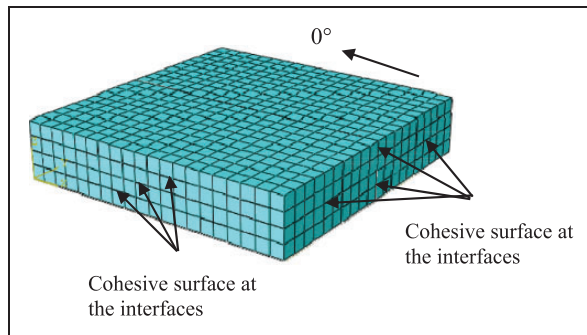 0°
Cohesive surface at
the interfaces
Cohesive surface at
the interfaces